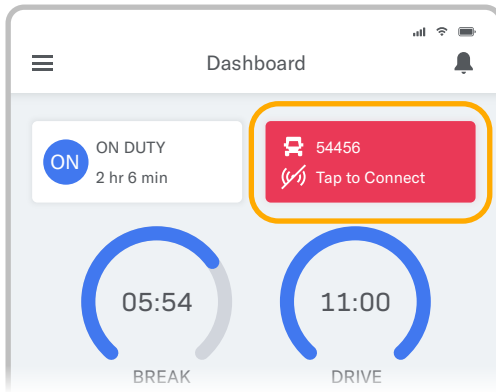 Dashboard
ON
ON DUTY
2 hr 6 min
54456
Tap to Connect
05:54
BREAK
11:00
DRIVE